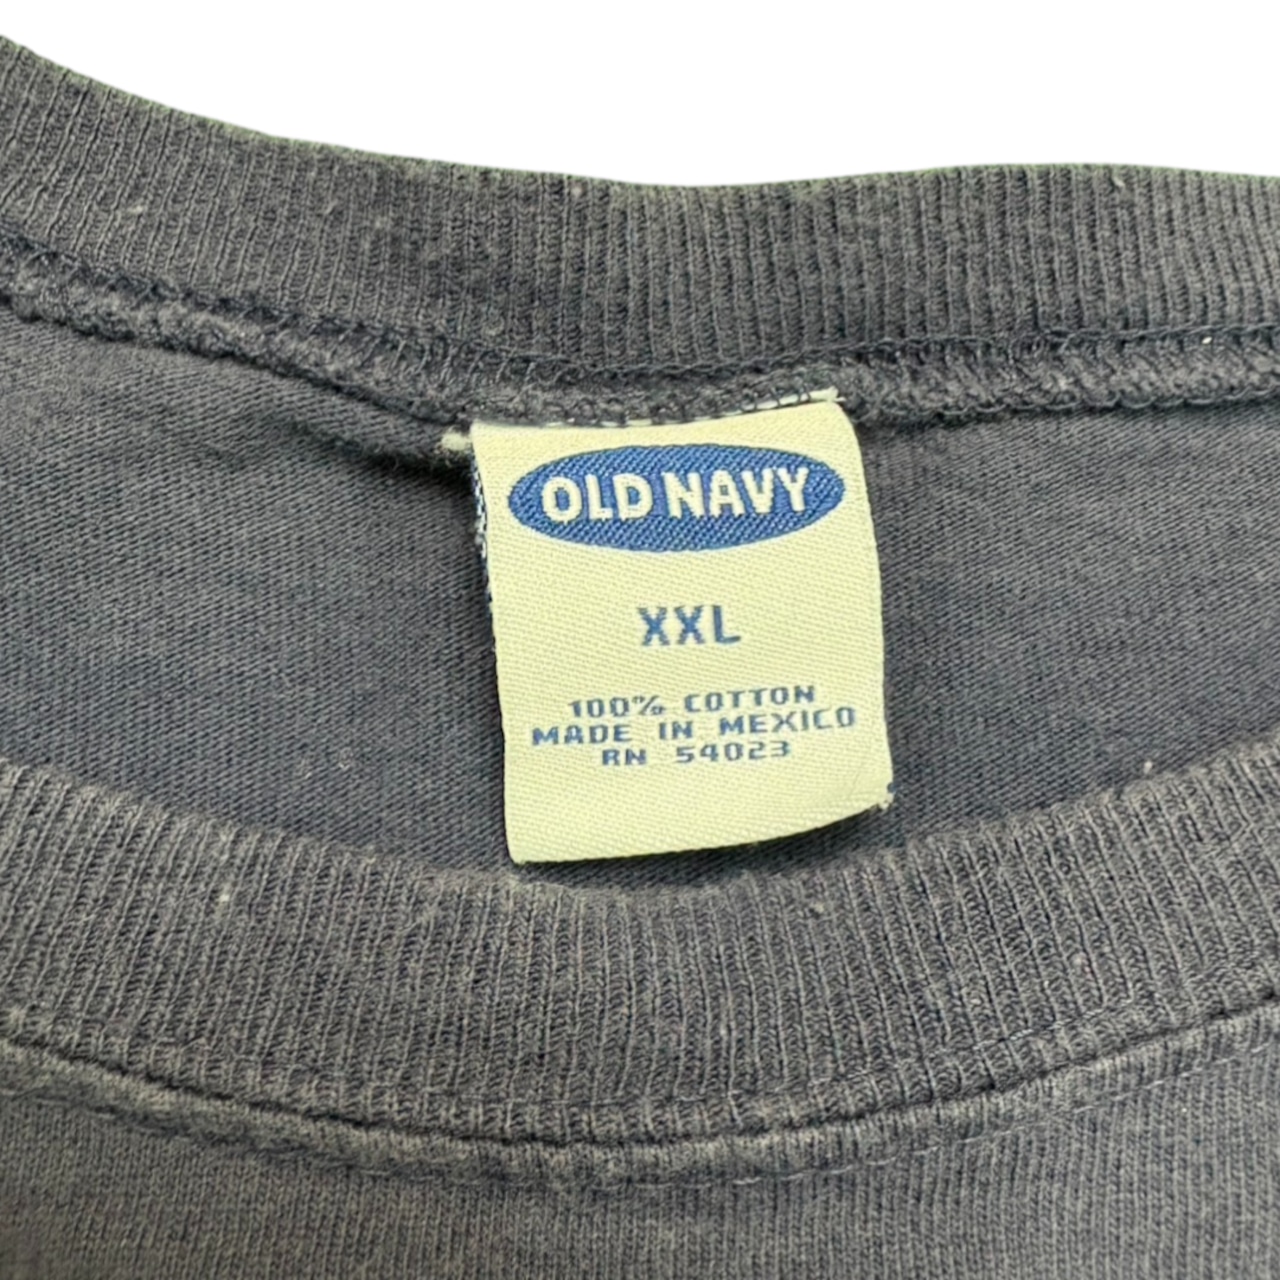 OLD NAVY
XXL
100% COTTON
MADE IN MEXICO
RN 54023